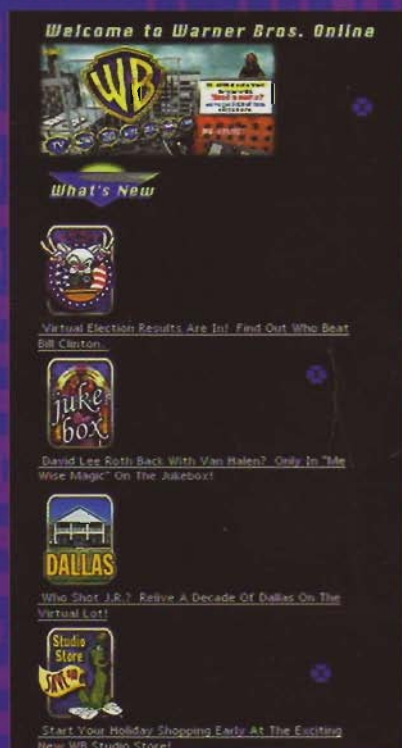 Welcome to Warner Bros. Online
WB
TV
What's New
Virtual Election Results Are In! Find Out Who Beat
Bill Clinton.
juke
box
David Lee Roth Back With Van Halen? Only In "Me
Wise Magic" On The Jukebox!
DALLAS
Who Shot J.R.? Relive A Decade Of Dallas On The
Virtual Lot!
Studio
Store
Start Your Holiday Shopping Early At The Exciting
New WB Studio Store!